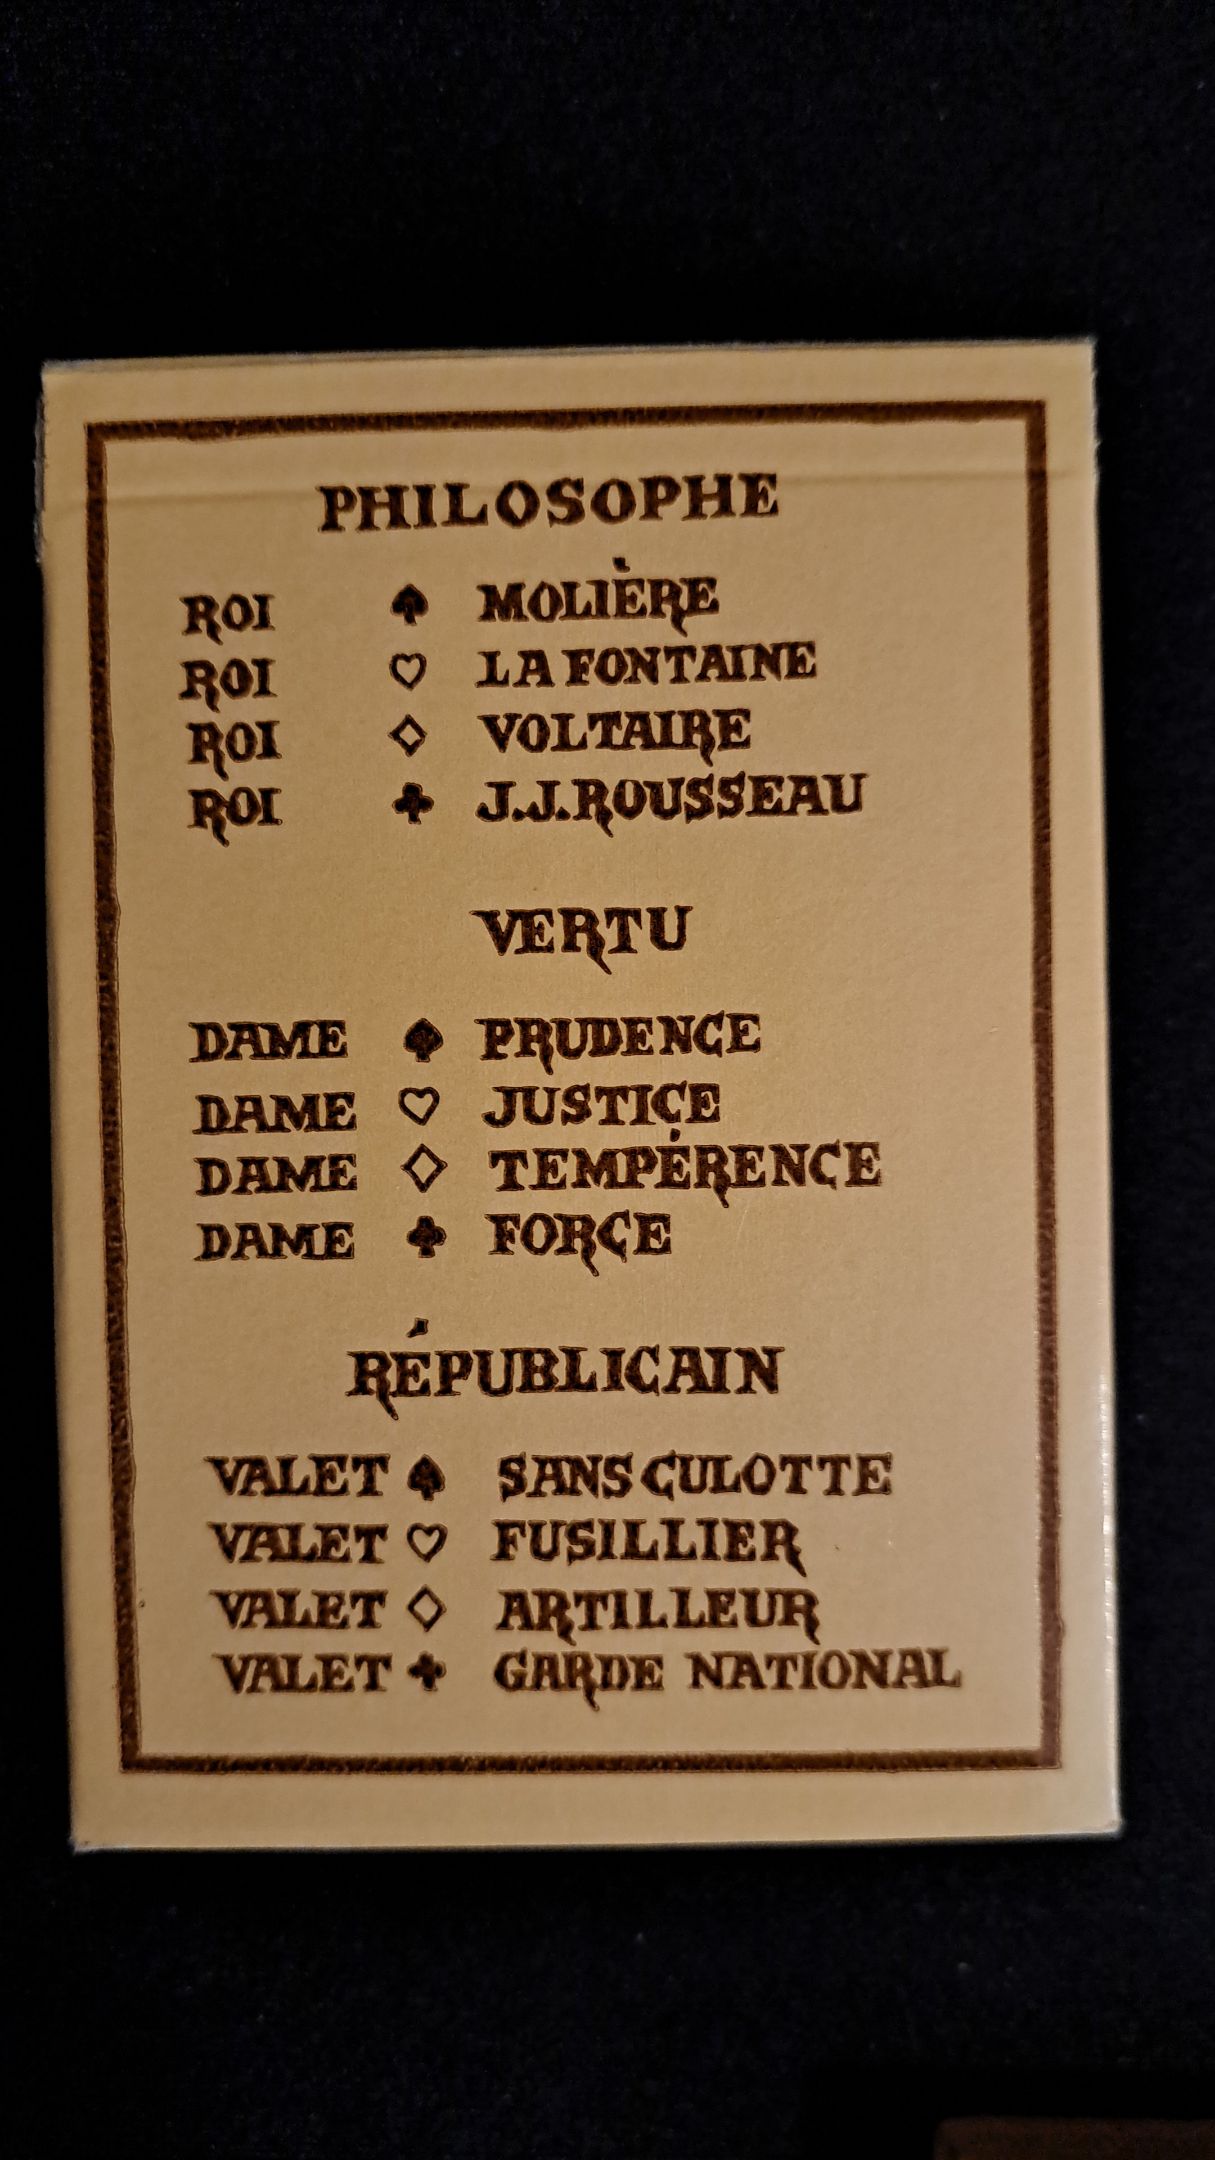 PHILOSOPHE
ROI ♠ MOLIÈRE
ROI ♡ LA FONTAINE
ROI ♢ VOLTAIRE
ROI ♣ J.J.ROUSSEAU
VERTU
DAME ♠ PRUDENCE
DAME ♡ JUSTICE
DAME ♢ TEMPÉRENCE
DAME ♣ FORCE
RÉPUBLICAIN
VALET ♠ SANS CULOTTE
VALET ♡ FUSILLIER
VALET ♢ ARTILLEUR
VALET ♣ GARDE NATIONAL